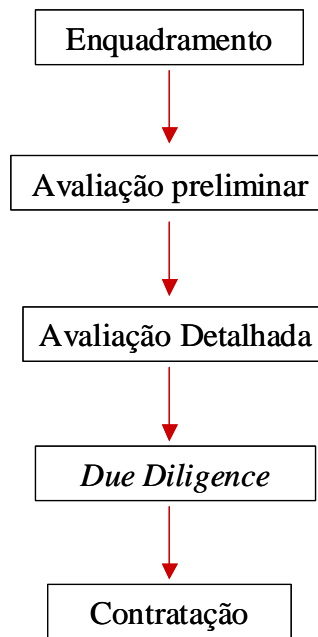 Enquadramento
Avaliação preliminar
Avaliação Detalhada
Due Diligence
Contratação